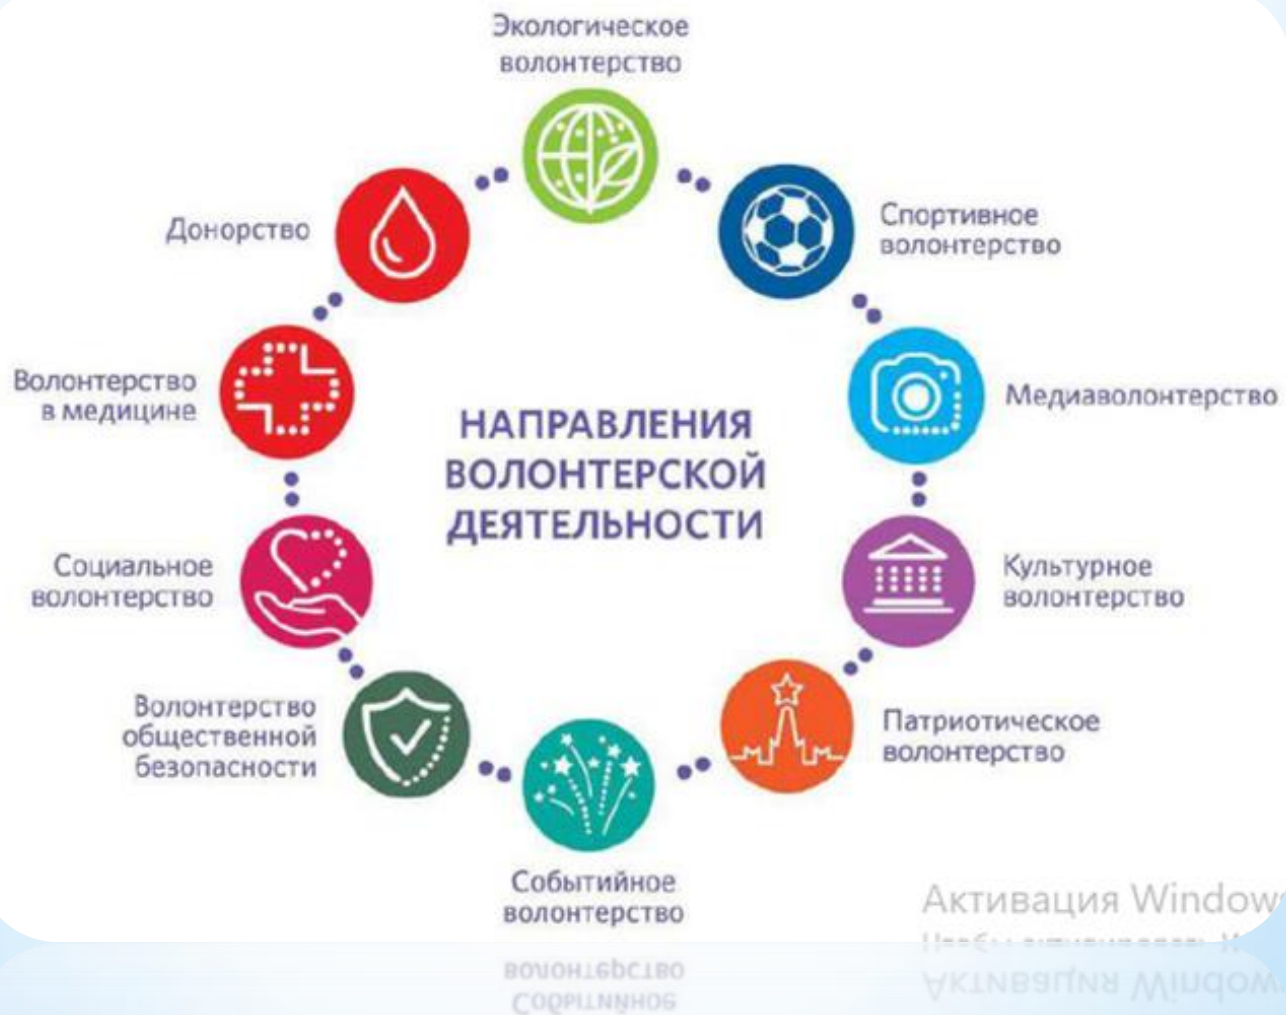 Экологическое
волонтерство
Донорство
Спортивное
волонтерство
Волонтерство
в медицине
Медиаволонтерство
НАПРАВЛЕНИЯ
ВОЛОНТЕРСКОЙ
ДЕЯТЕЛЬНОСТИ
Социальное
волонтерство
Культурное
волонтерство
Волонтерство
общественной
безопасности
Патриотическое
волонтерство
Событийное
волонтерство
Активация Windows